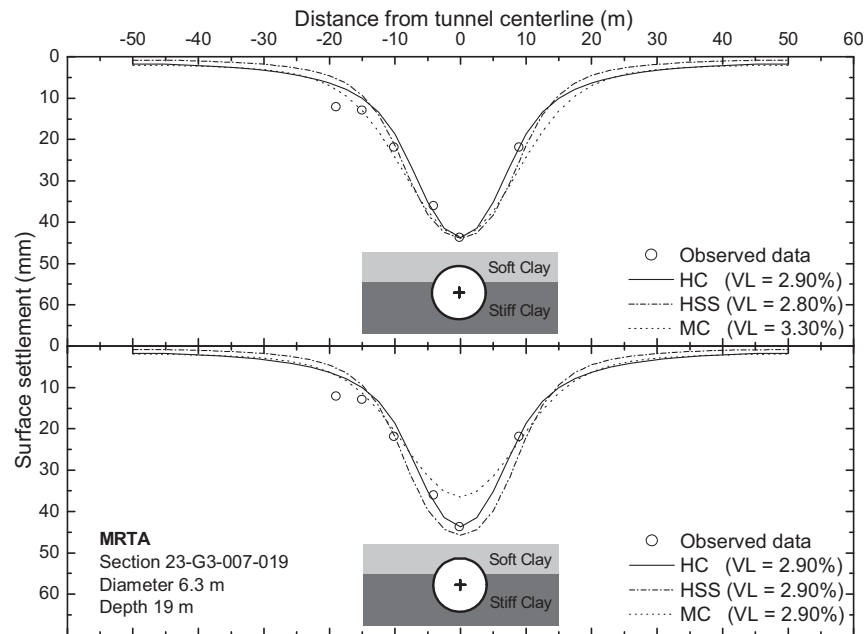 Distance from tunnel centerline (m)
-50 -40 -30 -20 -10 0 10 20 30 40 50 60
0
10
20
30
40
50
60
Surface settlement (mm)
Soft Clay
Stiff Clay
Observed data
HC (VL = 2.90%)
HSS (VL = 2.80%)
MC (VL = 3.30%)
0
10
20
30
40
50
60
MRTA
Section 23-G3-007-019
Diameter 6.3 m
Depth 19 m
Soft Clay
Stiff Clay
Observed data
HC (VL = 2.90%)
HSS (VL = 2.90%)
MC (VL = 2.90%)